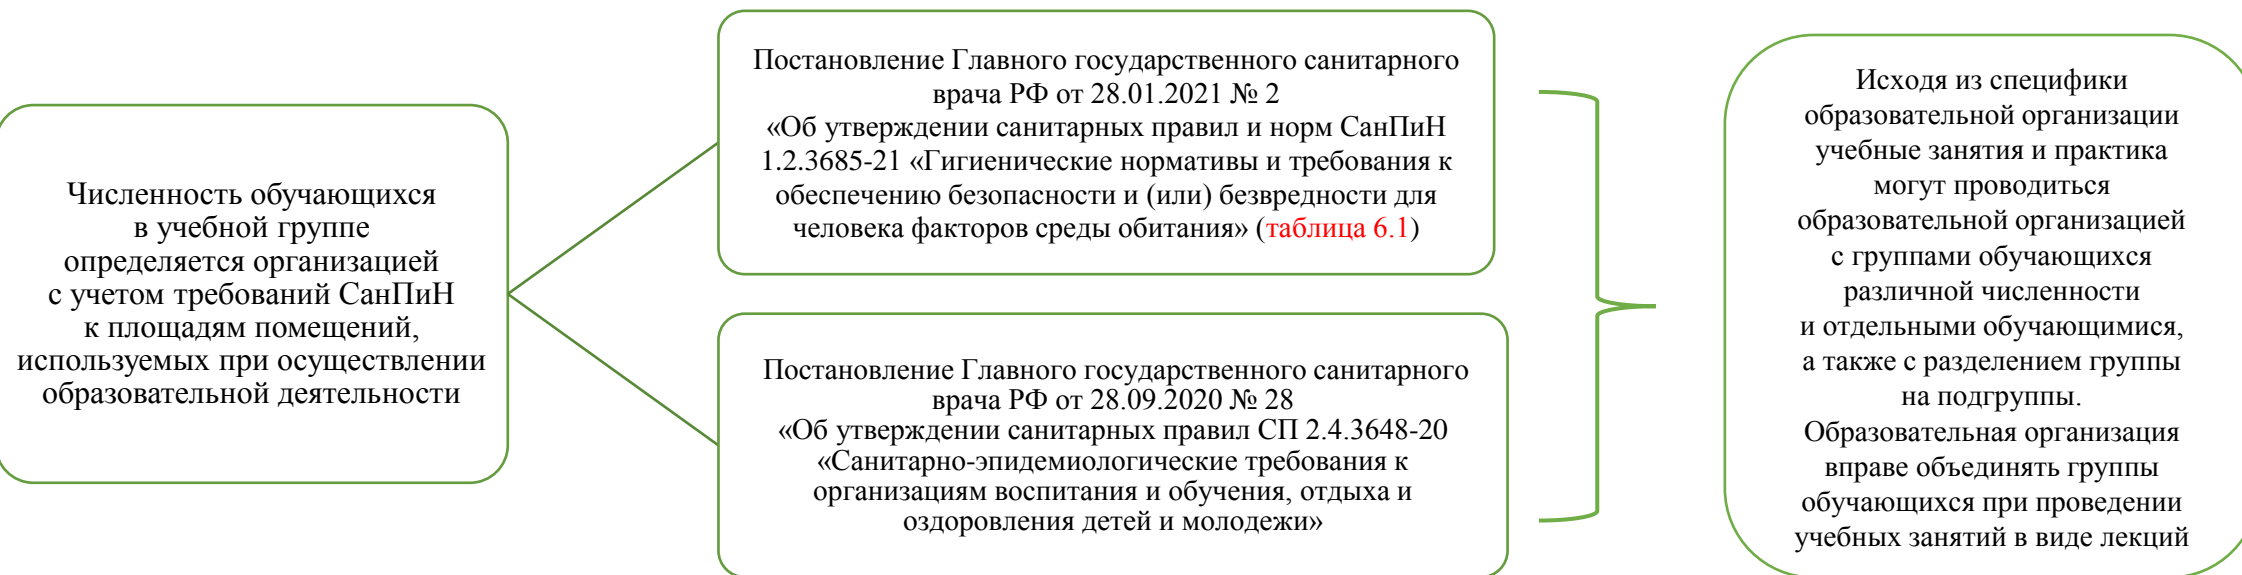 Численность обучающихся
в учебной группе
определяется организацией
с учетом требований СанПиН
к площадям помещений,
используемых при осуществлении
образовательной деятельности
Постановление Главного государственного санитарного
врача РФ от 28.01.2021 № 2
«Об утверждении санитарных правил и норм СанПиН
1.2.3685-21 «Гигиенические нормативы и требования к
обеспечению безопасности и (или) безвредности для
человека факторов среды обитания» (таблица 6.1)
Постановление Главного государственного санитарного
врача РФ от 28.09.2020 № 28
«Об утверждении санитарных правил СП 2.4.3648-20
«Санитарно-эпидемиологические требования к
организациям воспитания и обучения, отдыха и
оздоровления детей и молодежи»
Исходя из специфики
образовательной организации
учебные занятия и практика
могут проводиться
образовательной организацией
с группами обучающихся
различной численности
и отдельными обучающимися,
а также с разделением группы
на подгруппы.
Образовательная организация
вправе объединять группы
обучающихся при проведении
учебных занятий в виде лекций